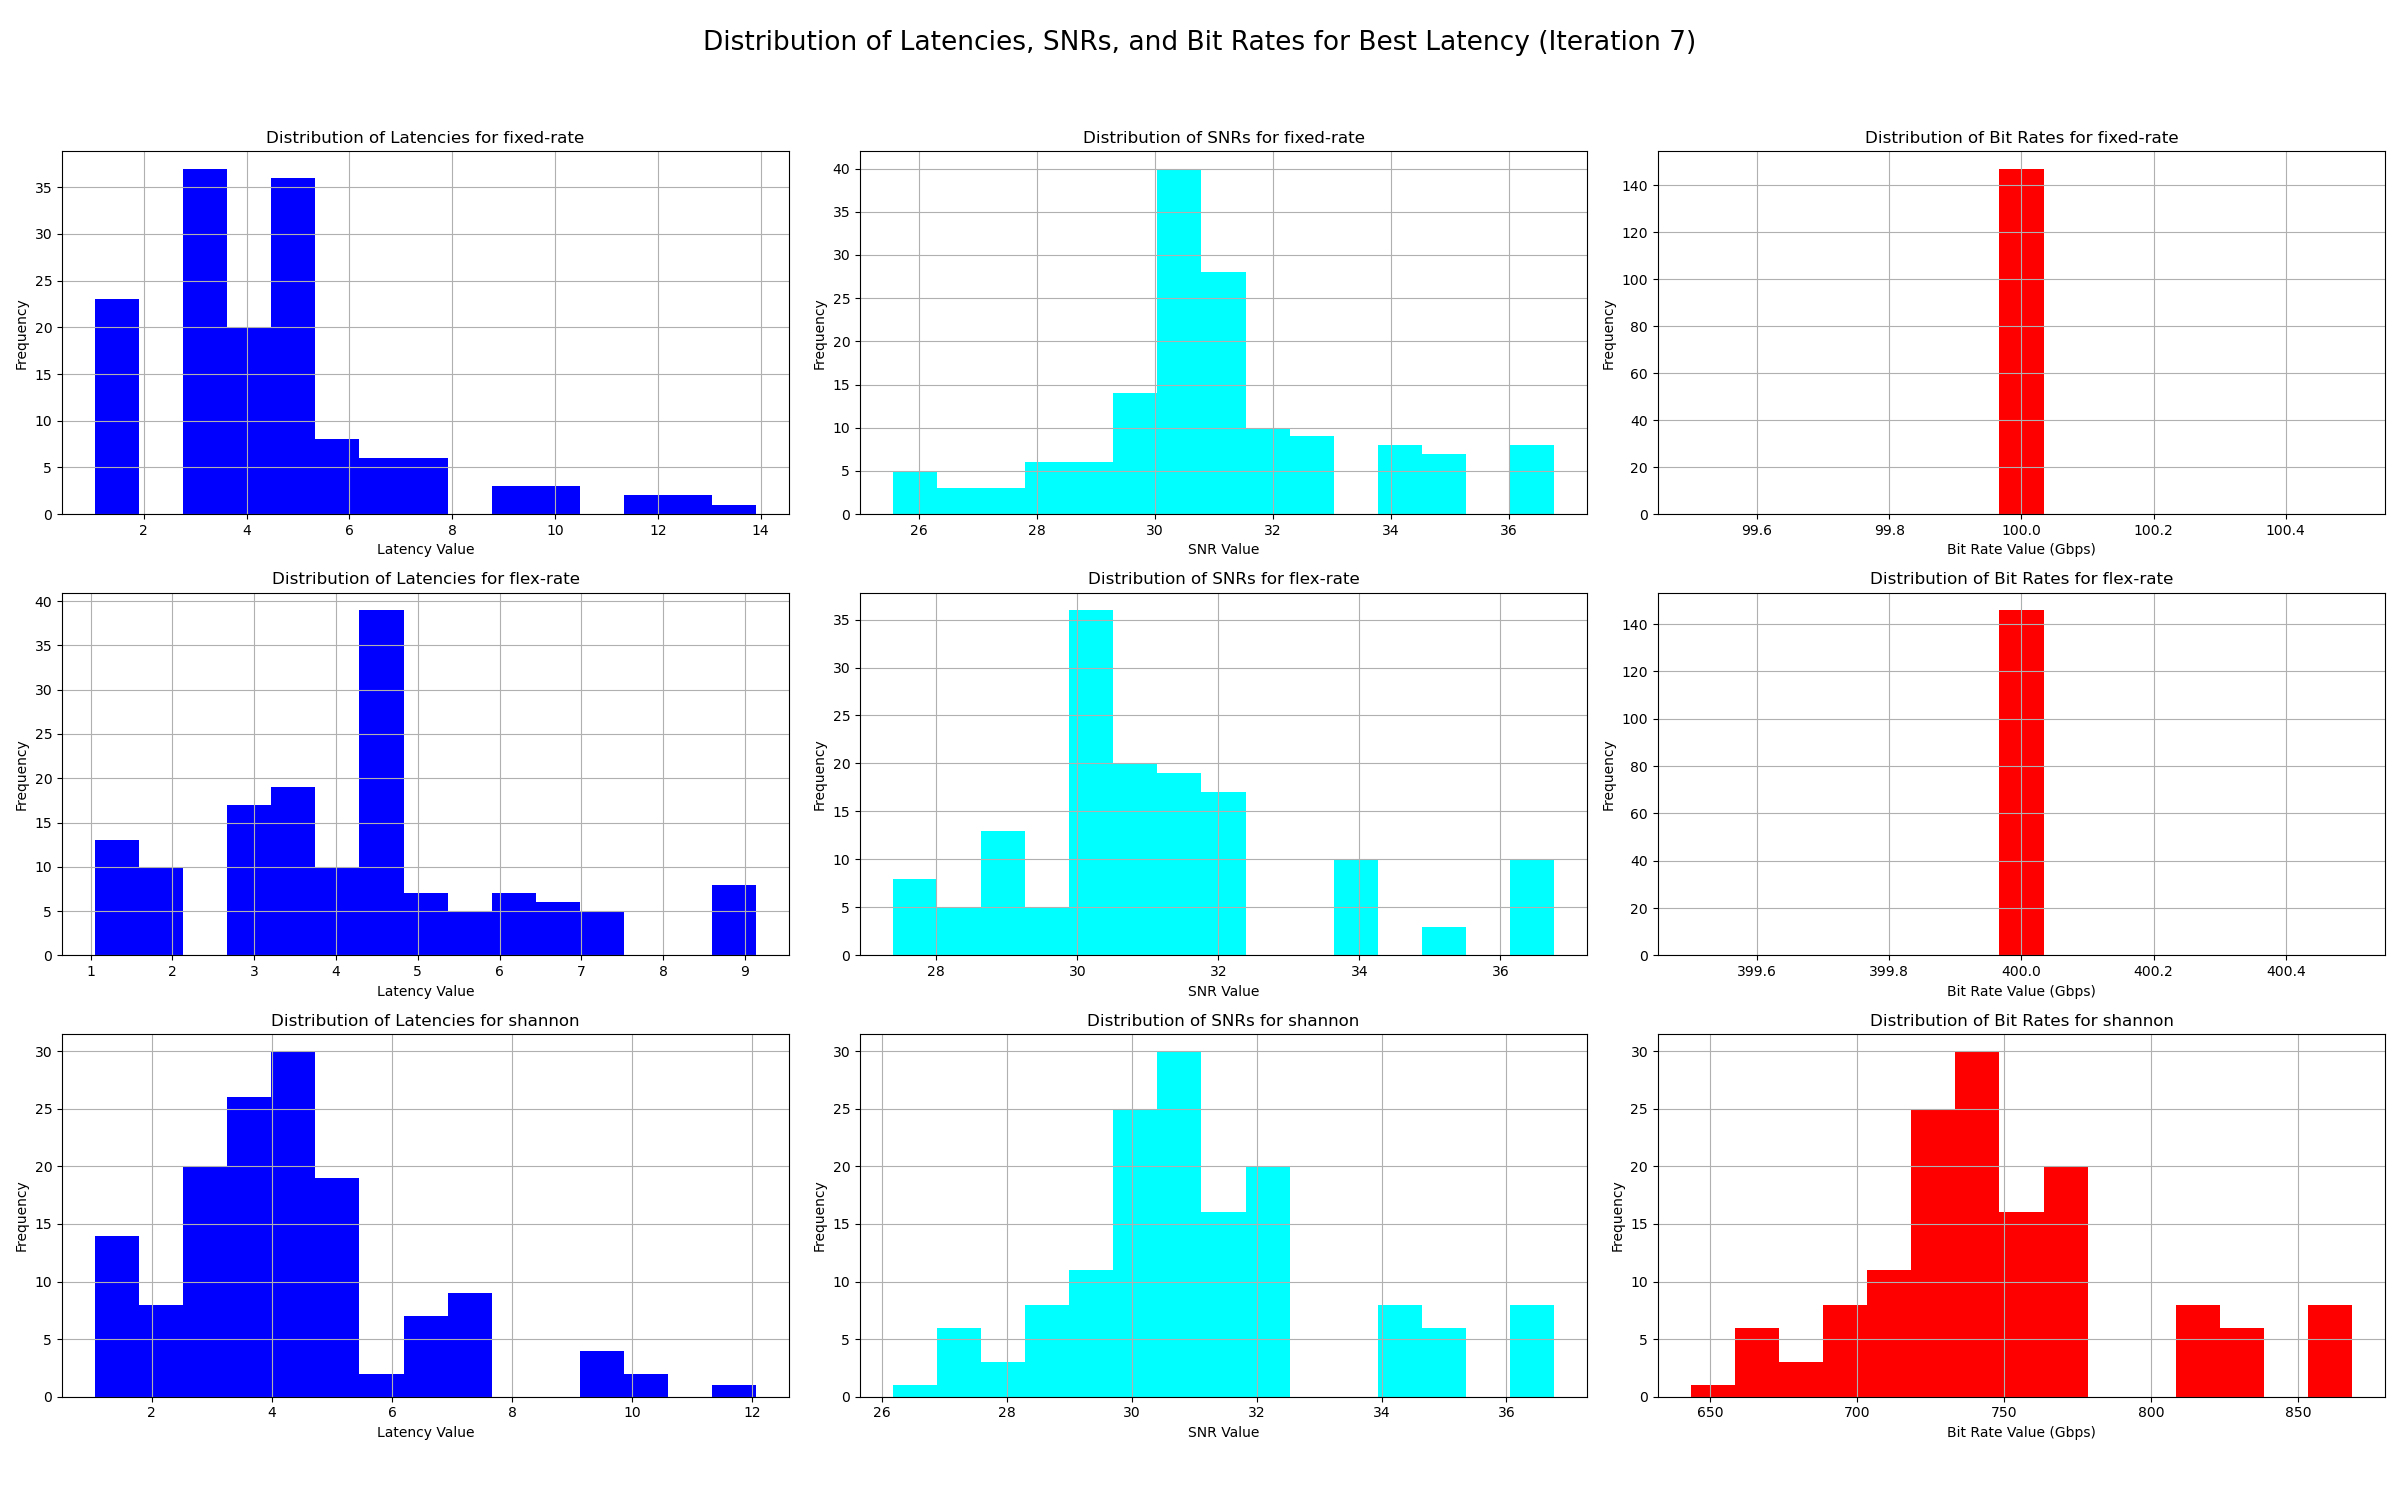 Distribution of Latencies, SNRs, and Bit Rates for Best Latency (Iteration 7)
Distribution of Latencies for fixed-rate
Frequency
35
30
25
20
15
10
5
0
2 4 6 8 10 12 14
Latency Value
Distribution of SNRs for fixed-rate
Frequency
40
35
30
25
20
15
10
5
0
26 28 30 32 34 36
SNR Value
Distribution of Bit Rates for fixed-rate
Frequency
140
120
100
80
60
40
20
0
99.6 99.8 100.0 100.2 100.4
Bit Rate Value (Gbps)
Distribution of Latencies for flex-rate
Frequency
40
35
30
25
20
15
10
5
0
1 2 3 4 5 6 7 8 9
Latency Value
Distribution of SNRs for flex-rate
Frequency
35
30
25
20
15
10
5
0
28 30 32 34 36
SNR Value
Distribution of Bit Rates for flex-rate
Frequency
140
120
100
80
60
40
20
0
399.6 399.8 400.0 400.2 400.4
Bit Rate Value (Gbps)
Distribution of Latencies for shannon
Frequency
30
25
20
15
10
5
0
2 4 6 8 10 12
Latency Value
Distribution of SNRs for shannon
Frequency
30
25
20
15
10
5
0
26 28 30 32 34 36
SNR Value
Distribution of Bit Rates for shannon
Frequency
30
25
20
15
10
5
0
650 700 750 800 850
Bit Rate Value (Gbps)